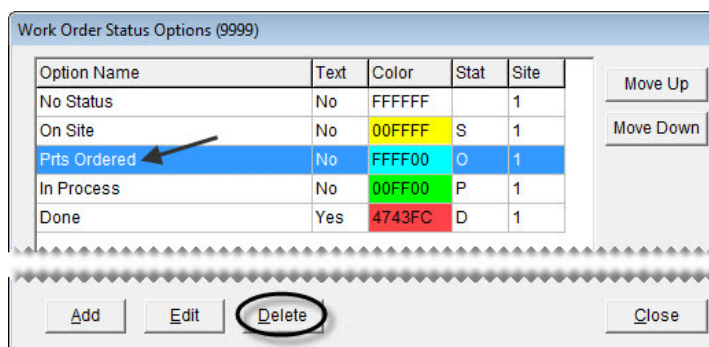 Work Order Status Options (9999)
Option Name Text Color Stat Site
Move Up
No Status No FFFFFF 1
On Site No 00FFFF S 1
Move Down
Prts Ordered No FFFF00 O 1
In Process No 00FF00 P 1
Done Yes 4743FC D 1
Add Edit Delete Close